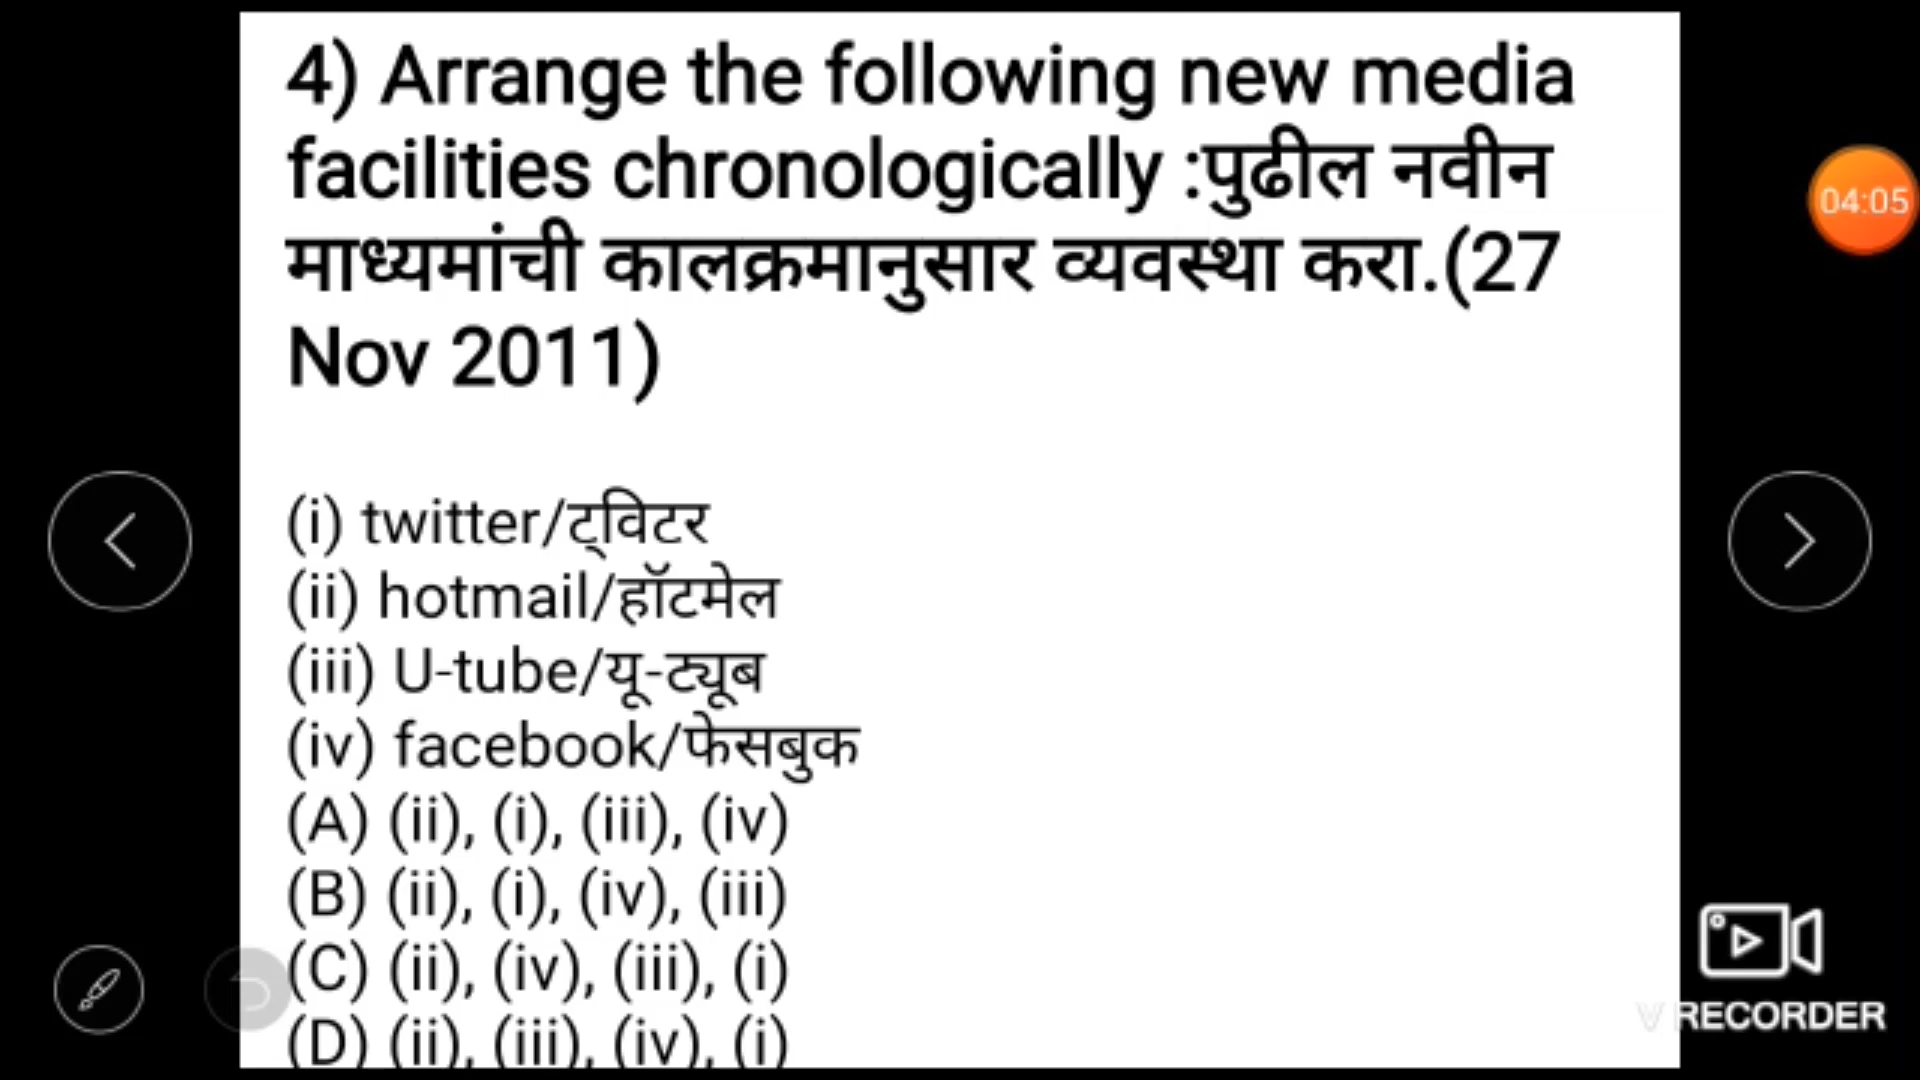 4) Arrange the following new media
facilities chronologically :पुढील नवीन
माध्यमांची कालक्रमानुसार व्यवस्था करा.(27
Nov 2011)
04:05
(i) twitter/ट्विटर
(ii) hotmail/हॉटमेल
(iii) U-tube/यू-ट्यूब
(iv) facebook/फेसबुक
(A) (ii), (i), (iii), (iv)
(B) (ii), (i), (iv), (iii)
(C) (ii), (iv), (iii), (i)
(D) (ii), (iii), (iv), (i)
V RECORDER